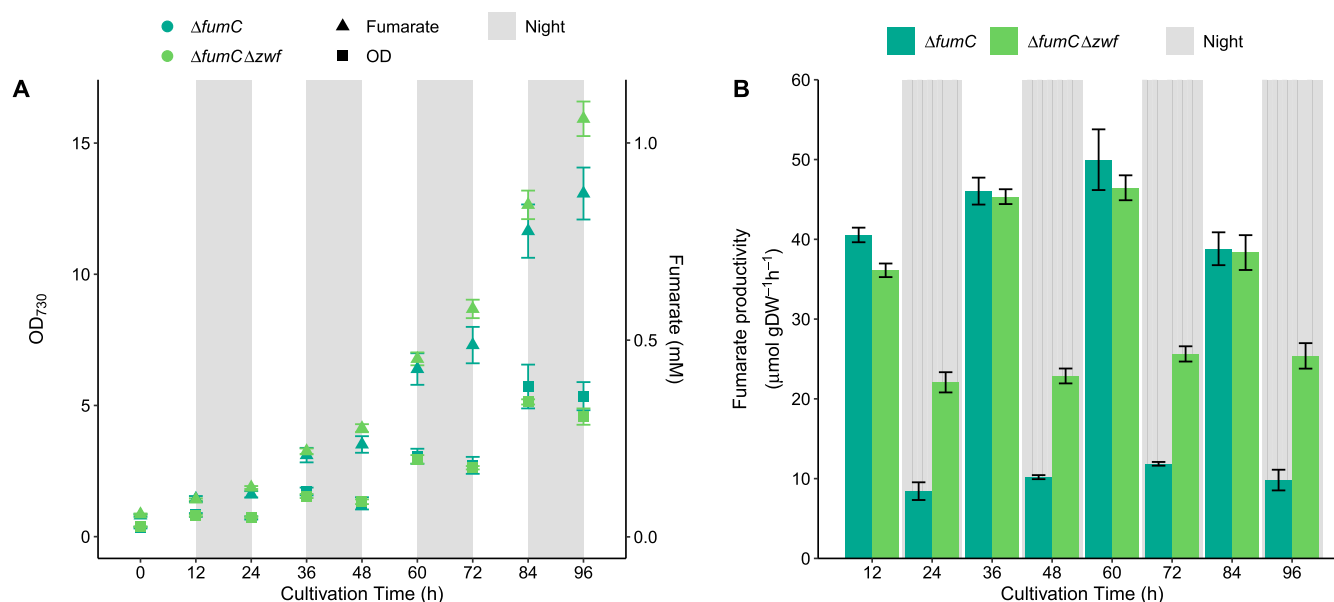 ΔfumC
Fumarate
Night
ΔfumCΔzwf
OD
A
15
10
5
0
OD730
1.0
0.5
0.0
Fumarate (mM)
0 12 24 36 48 60 72 84 96
Cultivation Time (h)
ΔfumC
ΔfumCΔzwf
Night
B
60
50
40
30
20
10
0
Fumarate productivity
(μmol gDW⁻¹h⁻¹)
12 24 36 48 60 72 84 96
Cultivation Time (h)